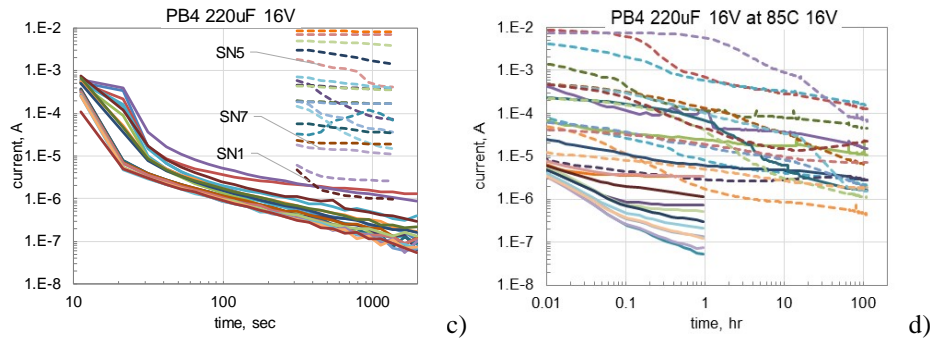 PB4 220uF 16V
1.E-2
1.E-3
1.E-4
1.E-5
1.E-6
1.E-7
1.E-8
current, A
SN5
SN7
SN1
10
100
1000
time, sec
c)
PB4 220uF 16V at 85C 16V
1.E-2
1.E-3
1.E-4
1.E-5
1.E-6
1.E-7
1.E-8
current, A
0.01
0.1
1
10
100
time, hr
d)